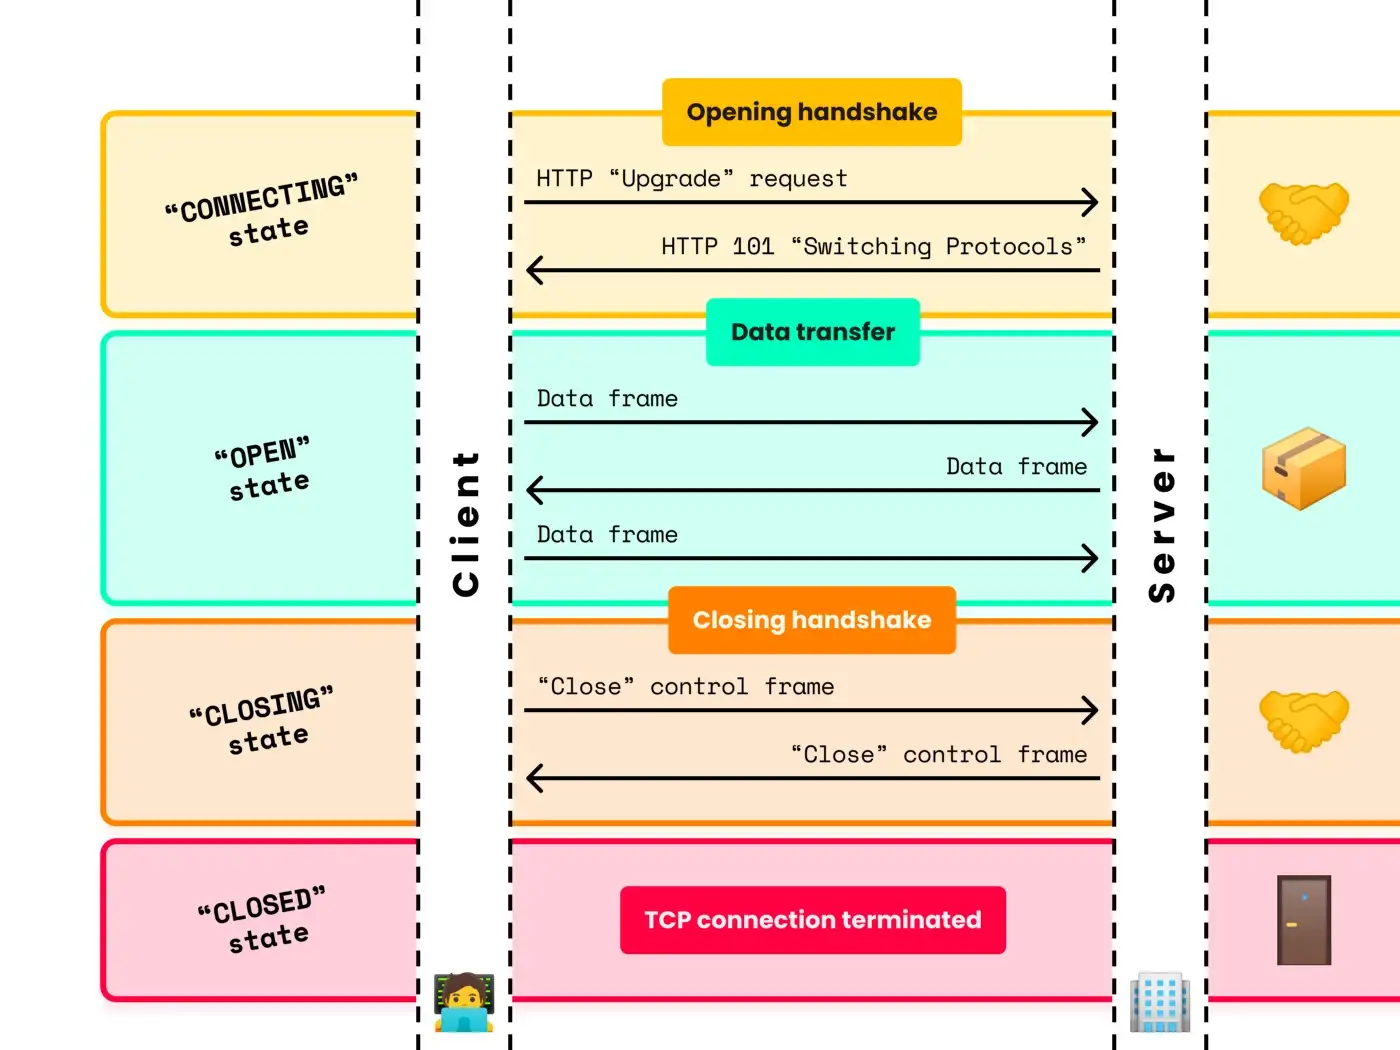 Opening handshake
“CONNECTING”
state
HTTP “Upgrade” request
HTTP 101 “Switching Protocols”
Data transfer
“OPEN”
state
Data frame
Data frame
Data frame
Client
Server
Closing handshake
“CLOSING”
state
“Close” control frame
“Close” control frame
“CLOSED”
state
TCP connection terminated